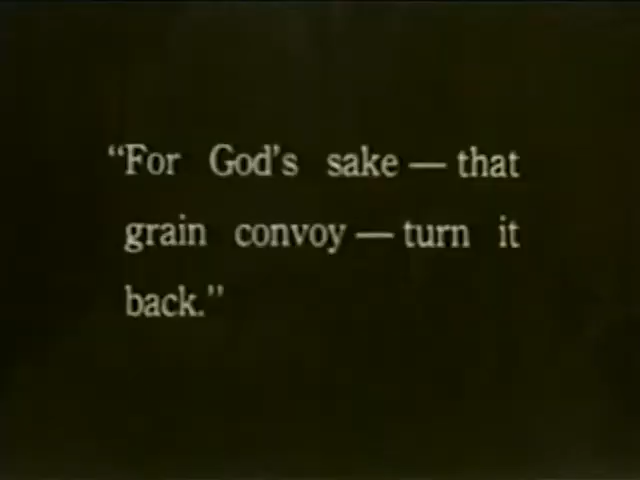 “For God's sake — that
grain convoy — turn it
back.”